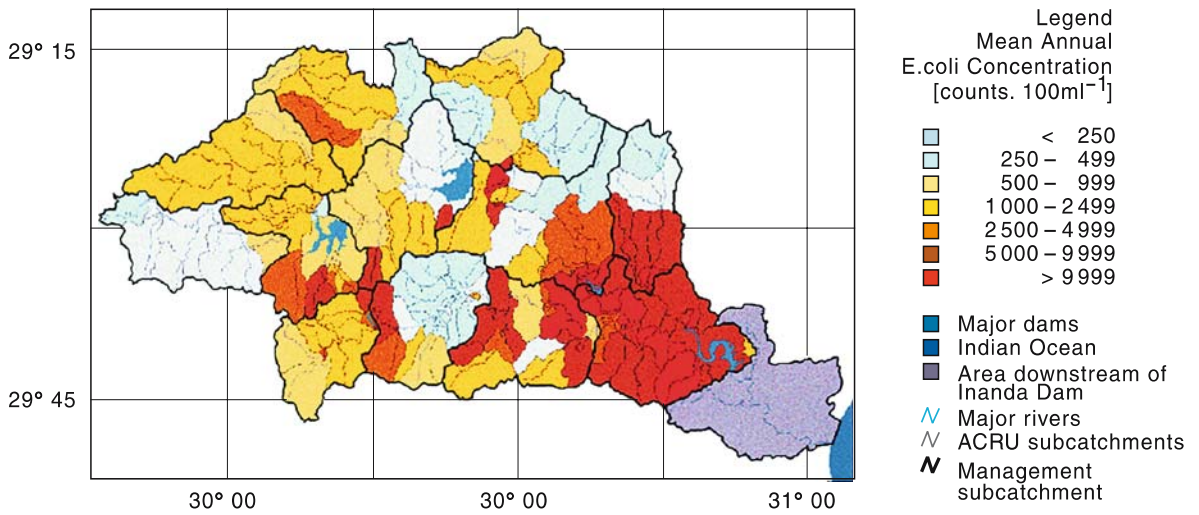 29° 15
29° 45
30° 00
30° 00
31° 00
Legend
Mean Annual
E.coli Concentration
[counts. 100ml⁻¹]
< 250
250 – 499
500 – 999
1 000 – 2 499
2 500 – 4999
5 000 – 9 999
> 9 999
Major dams
Indian Ocean
Area downstream of
Inanda Dam
Major rivers
ACRU subcatchments
Management
subcatchment